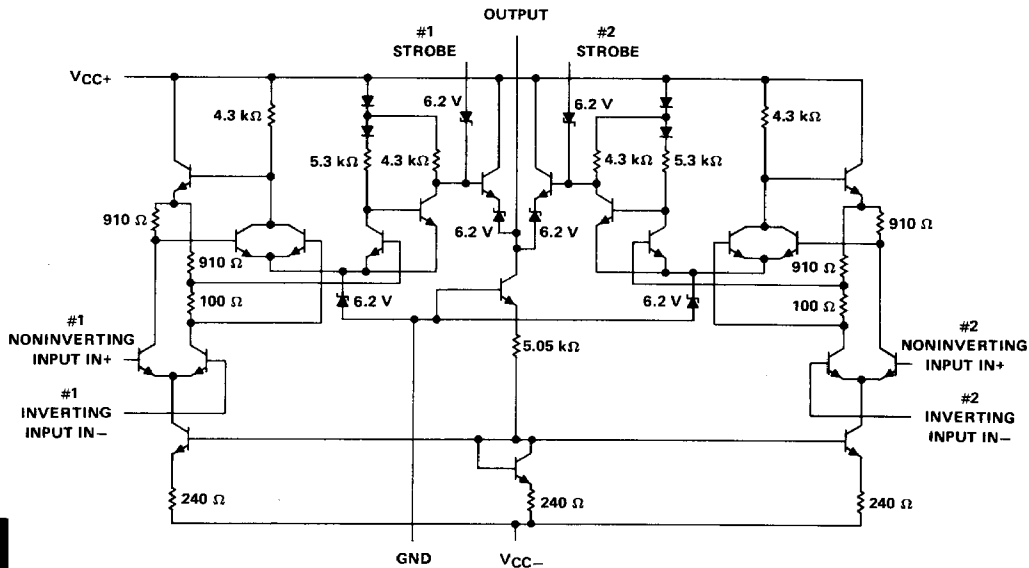 OUTPUT
#1
STROBE
#2
STROBE
VCC+
6.2 V
6.2 V
4.3 kΩ
4.3 kΩ
5.3 kΩ
4.3 kΩ
4.3 kΩ
5.3 kΩ
910 Ω
6.2 V
6.2 V
910 Ω
910 Ω
910 Ω
100 Ω
6.2 V
6.2 V
100 Ω
#1
NONINVERTING
INPUT IN+
5.05 kΩ
#2
NONINVERTING
INPUT IN+
#1
INVERTING
INPUT IN−
#2
INVERTING
INPUT IN−
240 Ω
240 Ω
240 Ω
GND
VCC−